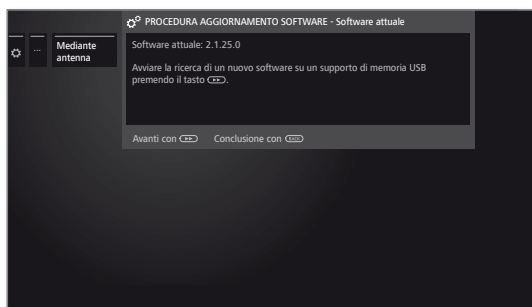 PROCEDURA AGGIORNAMENTO SOFTWARE - Software attuale
...
Mediante
antenna
Software attuale: 2.1.25.0
Avviare la ricerca di un nuovo software su un supporto di memoria USB
premendo il tasto.
Avanti con Conclusione con BACK